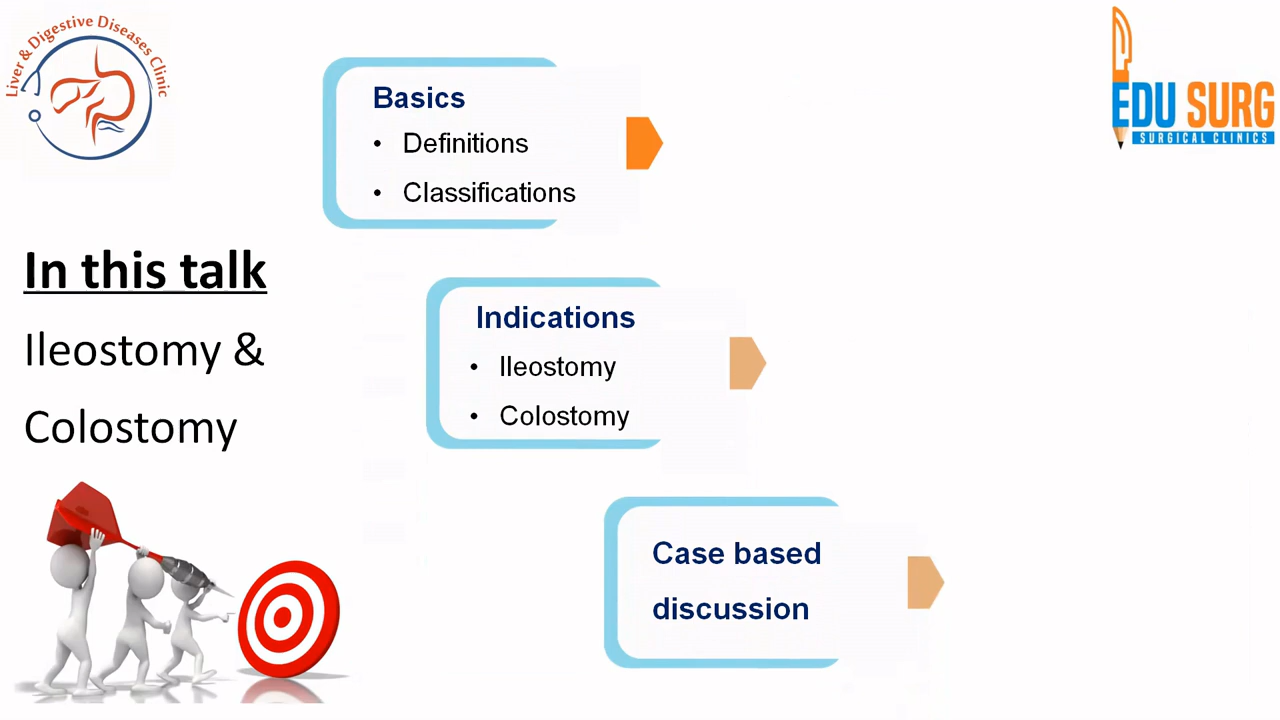 Liver & Digestive Diseases Clinic
EDU SURG
SURGICAL CLINICS
In this talk
Ileostomy &
Colostomy
Basics
• Definitions
• Classifications
Indications
• Ileostomy
• Colostomy
Case based
discussion